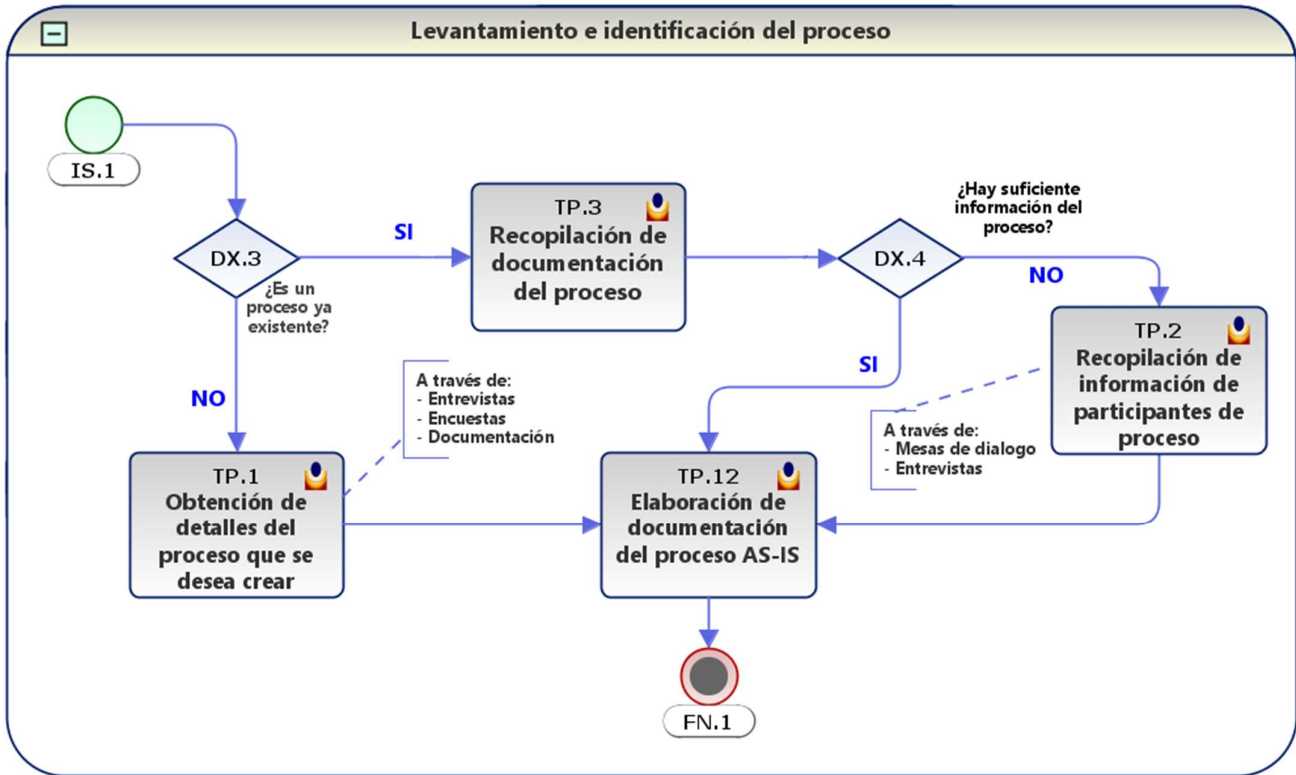 Levantamiento e identificación del proceso
IS.1
DX.3
¿Es un
proceso ya
existente?
SI
TP.3
Recopilación de
documentación
del proceso
DX.4
¿Hay suficiente
información del
proceso?
NO
TP.2
Recopilación de
información de
participantes de
proceso
SI
A través de:
- Mesas de dialogo
- Entrevistas
NO
A través de:
- Entrevistas
- Encuestas
- Documentación
TP.1
Obtención de
detalles del
proceso que se
desea crear
TP.12
Elaboración de
documentación
del proceso AS-IS
FN.1